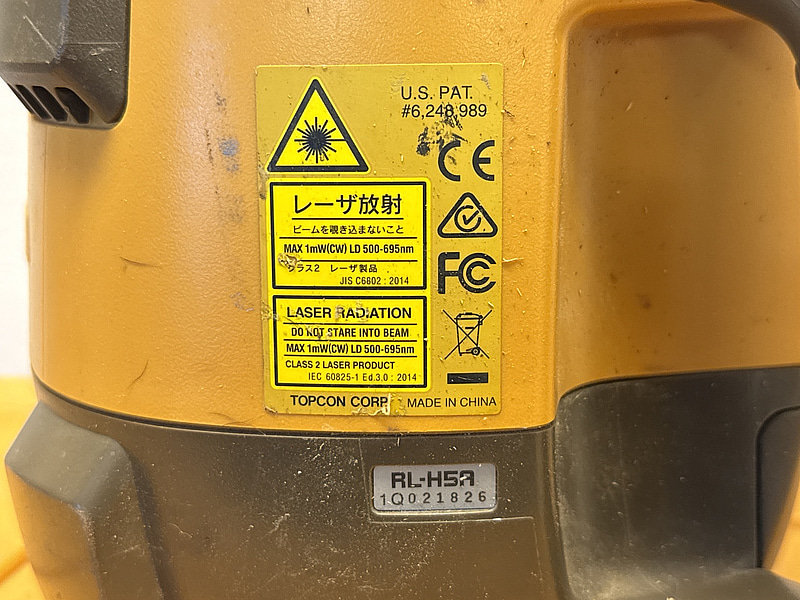 U.S. PAT.
#6,248,989
CE
レーザ放射
ビームを覗き込まないこと
MAX 1mW(CW) LD 500-695nm
クラス2 レーザ製品
JIS C6802 : 2014
FC
LASER RADIATION
DO NOT STARE INTO BEAM
MAX 1mW(CW) LD 500-695nm
CLASS 2 LASER PRODUCT
IEC 60825-1 Ed.3.0 : 2014
TOPCON CORP. MADE IN CHINA
RL-H5A
1Q021826